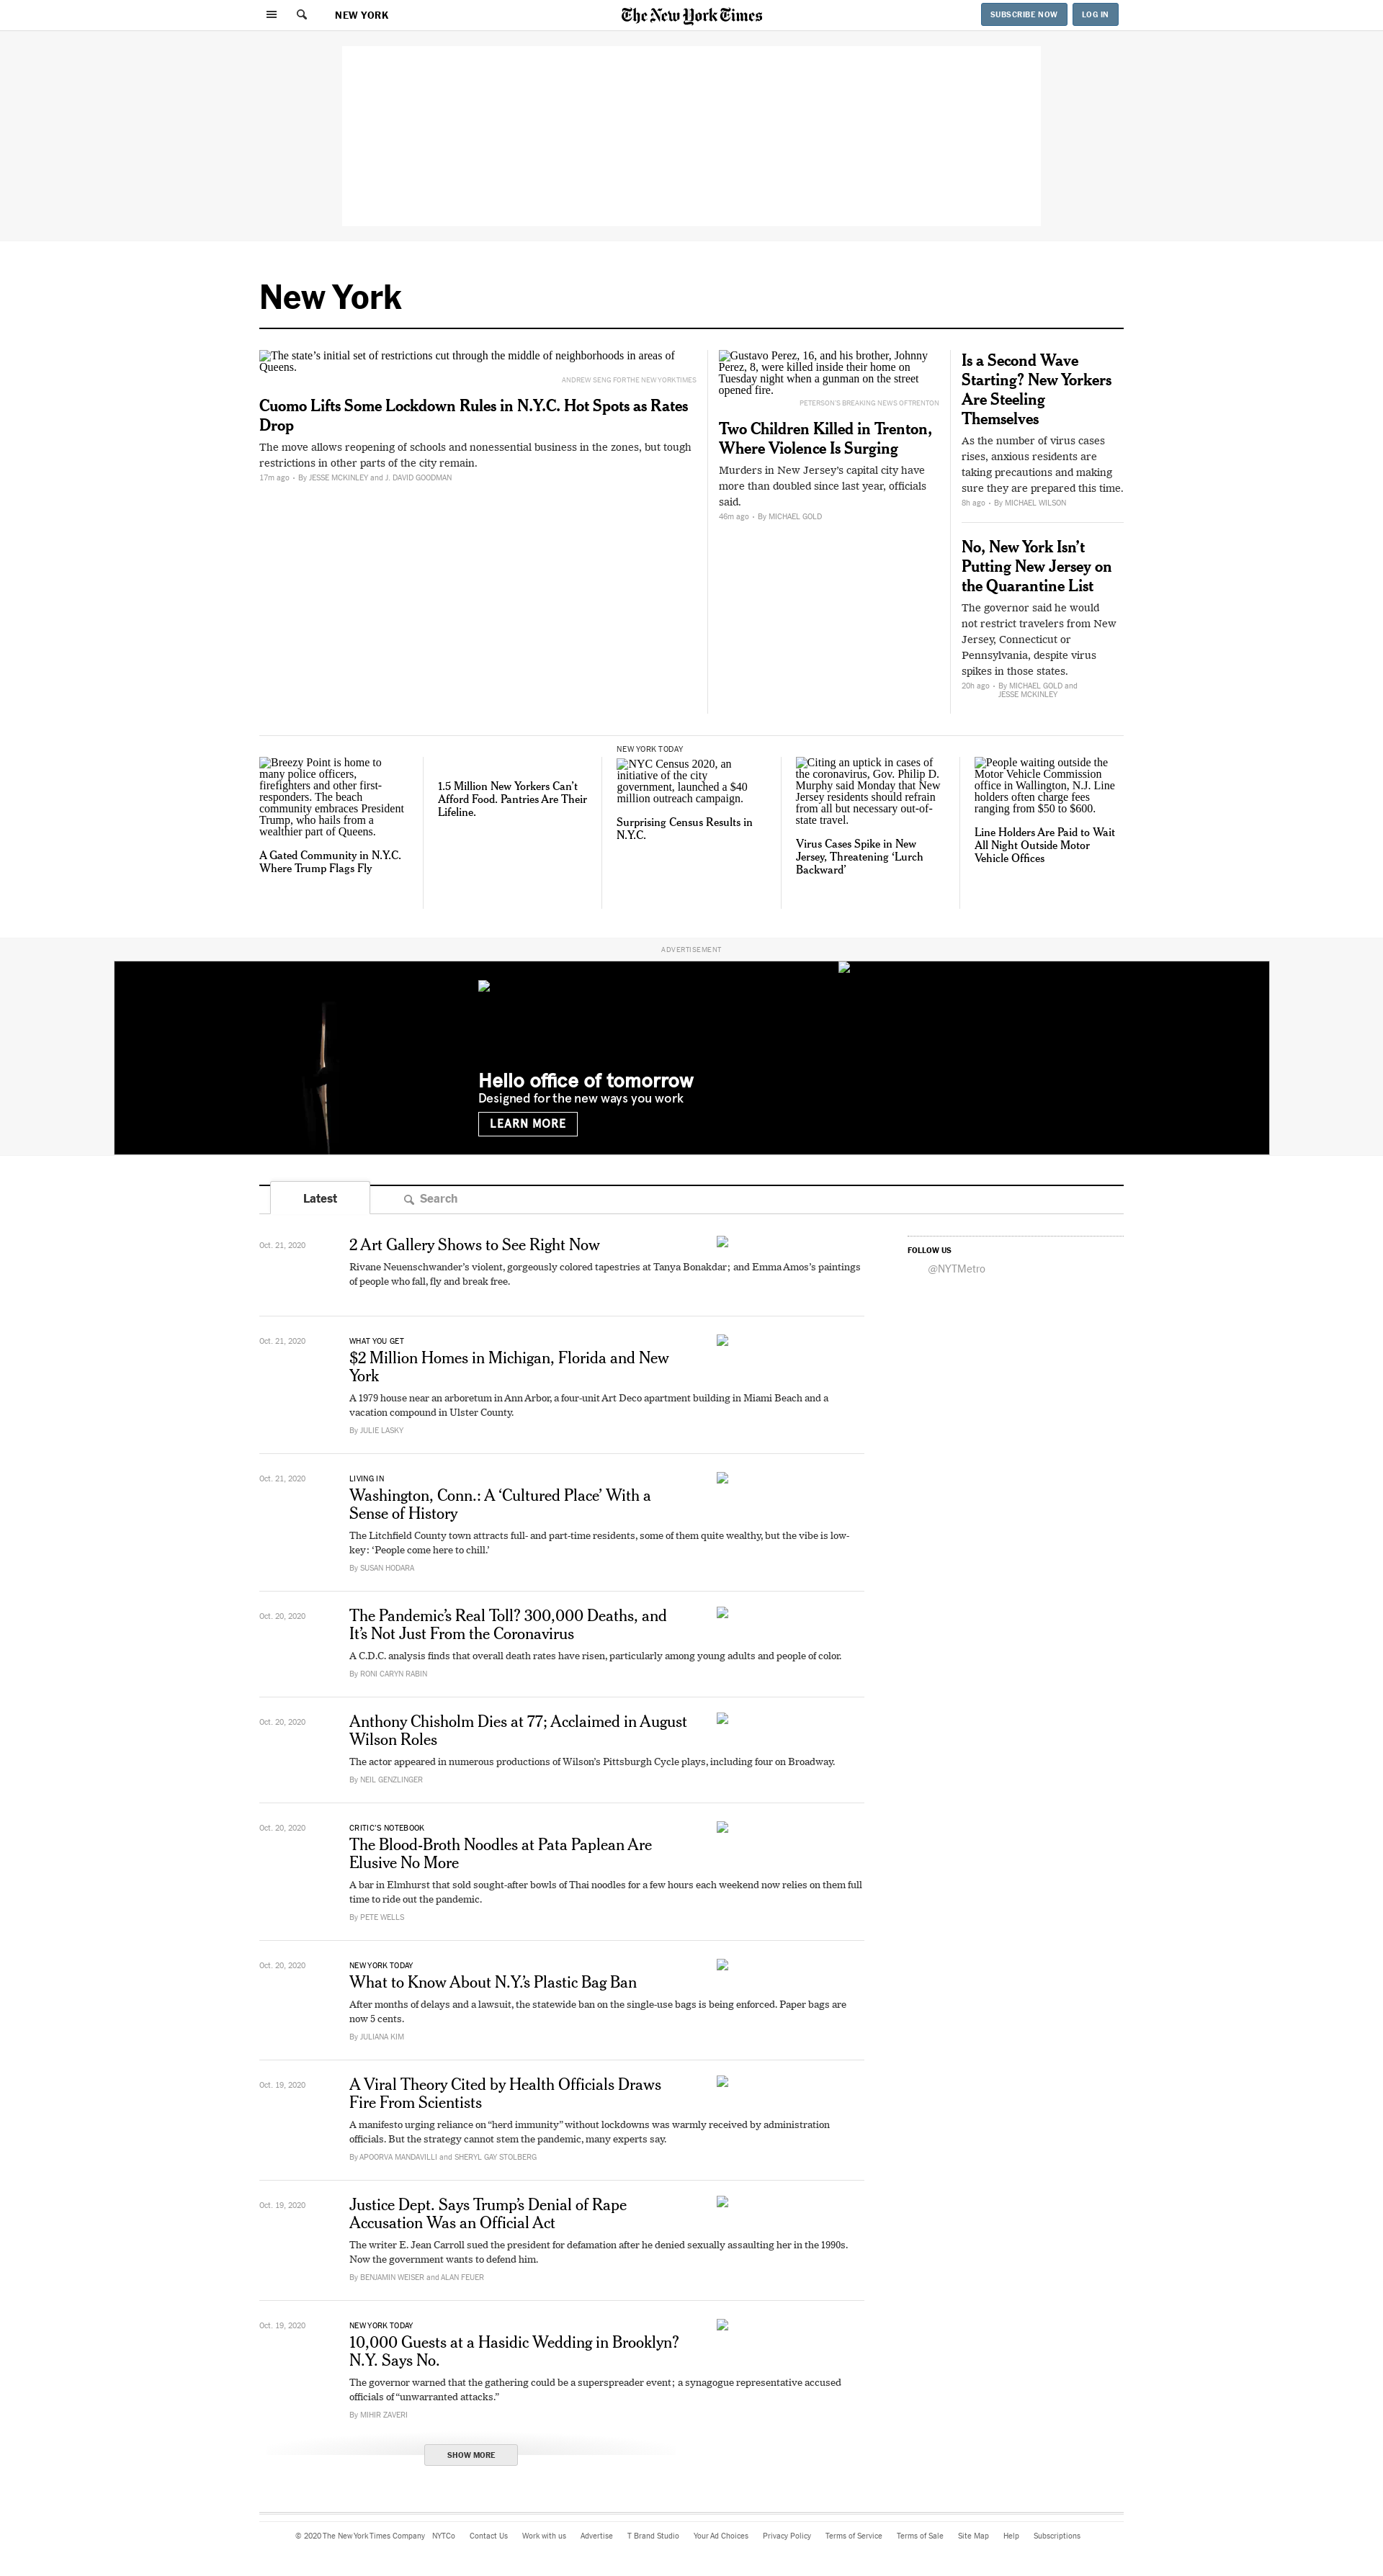 NEW YORK
The New York Times
SUBSCRIBE NOW
LOG IN
New York
The state’s initial set of restrictions cut through the middle of neighborhoods in areas of
Queens.
ANDREW SENG FOR THE NEW YORK TIMES
Cuomo Lifts Some Lockdown Rules in N.Y.C. Hot Spots as Rates
Drop
The move allows reopening of schools and nonessential business in the zones, but tough
restrictions in other parts of the city remain.
17m ago • By JESSE MCKINLEY and J. DAVID GOODMAN
Gustavo Perez, 16, and his brother, Johnny
Perez, 8, were killed inside their home on
Tuesday night when a gunman on the street
opened fire.
PETERSON'S BREAKING NEWS OF TRENTON
Two Children Killed in Trenton,
Where Violence Is Surging
Murders in New Jersey’s capital city have
more than doubled since last year, officials
said.
46m ago • By MICHAEL GOLD
Is a Second Wave
Starting? New Yorkers
Are Steeling
Themselves
As the number of virus cases
rises, anxious residents are
taking precautions and making
sure they are prepared this time.
8h ago • By MICHAEL WILSON
No, New York Isn’t
Putting New Jersey on
the Quarantine List
The governor said he would
not restrict travelers from New
Jersey, Connecticut or
Pennsylvania, despite virus
spikes in those states.
20h ago • By MICHAEL GOLD and
JESSE MCKINLEY
Breezy Point is home to
many police officers,
firefighters and other first-
responders. The beach
community embraces President
Trump, who hails from a
wealthier part of Queens.
A Gated Community in N.Y.C.
Where Trump Flags Fly
1.5 Million New Yorkers Can’t
Afford Food. Pantries Are Their
Lifeline.
NEW YORK TODAY
NYC Census 2020, an
initiative of the city
government, launched a $40
million outreach campaign.
Surprising Census Results in
N.Y.C.
Citing an uptick in cases of
the coronavirus, Gov. Philip D.
Murphy said Monday that New
Jersey residents should refrain
from all but necessary out-of-
state travel.
Virus Cases Spike in New
Jersey, Threatening ‘Lurch
Backward’
People waiting outside the
Motor Vehicle Commission
office in Wallington, N.J. Line
holders often charge fees
ranging from $50 to $600.
Line Holders Are Paid to Wait
All Night Outside Motor
Vehicle Offices
ADVERTISEMENT
Hello office of tomorrow
Designed for the new ways you work
LEARN MORE
Latest
Search
Oct. 21, 2020
2 Art Gallery Shows to See Right Now
Rivane Neuenschwander’s violent, gorgeously colored tapestries at Tanya Bonakdar; and Emma Amos’s paintings
of people who fall, fly and break free.
FOLLOW US
@NYTMetro
Oct. 21, 2020
WHAT YOU GET
$2 Million Homes in Michigan, Florida and New
York
A 1979 house near an arboretum in Ann Arbor, a four-unit Art Deco apartment building in Miami Beach and a
vacation compound in Ulster County.
By JULIE LASKY
Oct. 21, 2020
LIVING IN
Washington, Conn.: A ‘Cultured Place’ With a
Sense of History
The Litchfield County town attracts full- and part-time residents, some of them quite wealthy, but the vibe is low-
key: ‘People come here to chill.’
By SUSAN HODARA
Oct. 20, 2020
The Pandemic’s Real Toll? 300,000 Deaths, and
It’s Not Just From the Coronavirus
A C.D.C. analysis finds that overall death rates have risen, particularly among young adults and people of color.
By RONI CARYN RABIN
Oct. 20, 2020
Anthony Chisholm Dies at 77; Acclaimed in August
Wilson Roles
The actor appeared in numerous productions of Wilson’s Pittsburgh Cycle plays, including four on Broadway.
By NEIL GENZLINGER
Oct. 20, 2020
CRITIC’S NOTEBOOK
The Blood-Broth Noodles at Pata Paplean Are
Elusive No More
A bar in Elmhurst that sold sought-after bowls of Thai noodles for a few hours each weekend now relies on them full
time to ride out the pandemic.
By PETE WELLS
Oct. 20, 2020
NEW YORK TODAY
What to Know About N.Y.’s Plastic Bag Ban
After months of delays and a lawsuit, the statewide ban on the single-use bags is being enforced. Paper bags are
now 5 cents.
By JULIANA KIM
Oct. 19, 2020
A Viral Theory Cited by Health Officials Draws
Fire From Scientists
A manifesto urging reliance on “herd immunity” without lockdowns was warmly received by administration
officials. But the strategy cannot stem the pandemic, many experts say.
By APOORVA MANDAVILLI and SHERYL GAY STOLBERG
Oct. 19, 2020
Justice Dept. Says Trump’s Denial of Rape
Accusation Was an Official Act
The writer E. Jean Carroll sued the president for defamation after he denied sexually assaulting her in the 1990s.
Now the government wants to defend him.
By BENJAMIN WEISER and ALAN FEUER
Oct. 19, 2020
NEW YORK TODAY
10,000 Guests at a Hasidic Wedding in Brooklyn?
N.Y. Says No.
The governor warned that the gathering could be a superspreader event; a synagogue representative accused
officials of “unwarranted attacks.”
By MIHIR ZAVERI
SHOW MORE
© 2020 The New York Times Company NYTCo Contact Us Work with us Advertise T Brand Studio Your Ad Choices Privacy Policy Terms of Service Terms of Sale Site Map Help Subscriptions